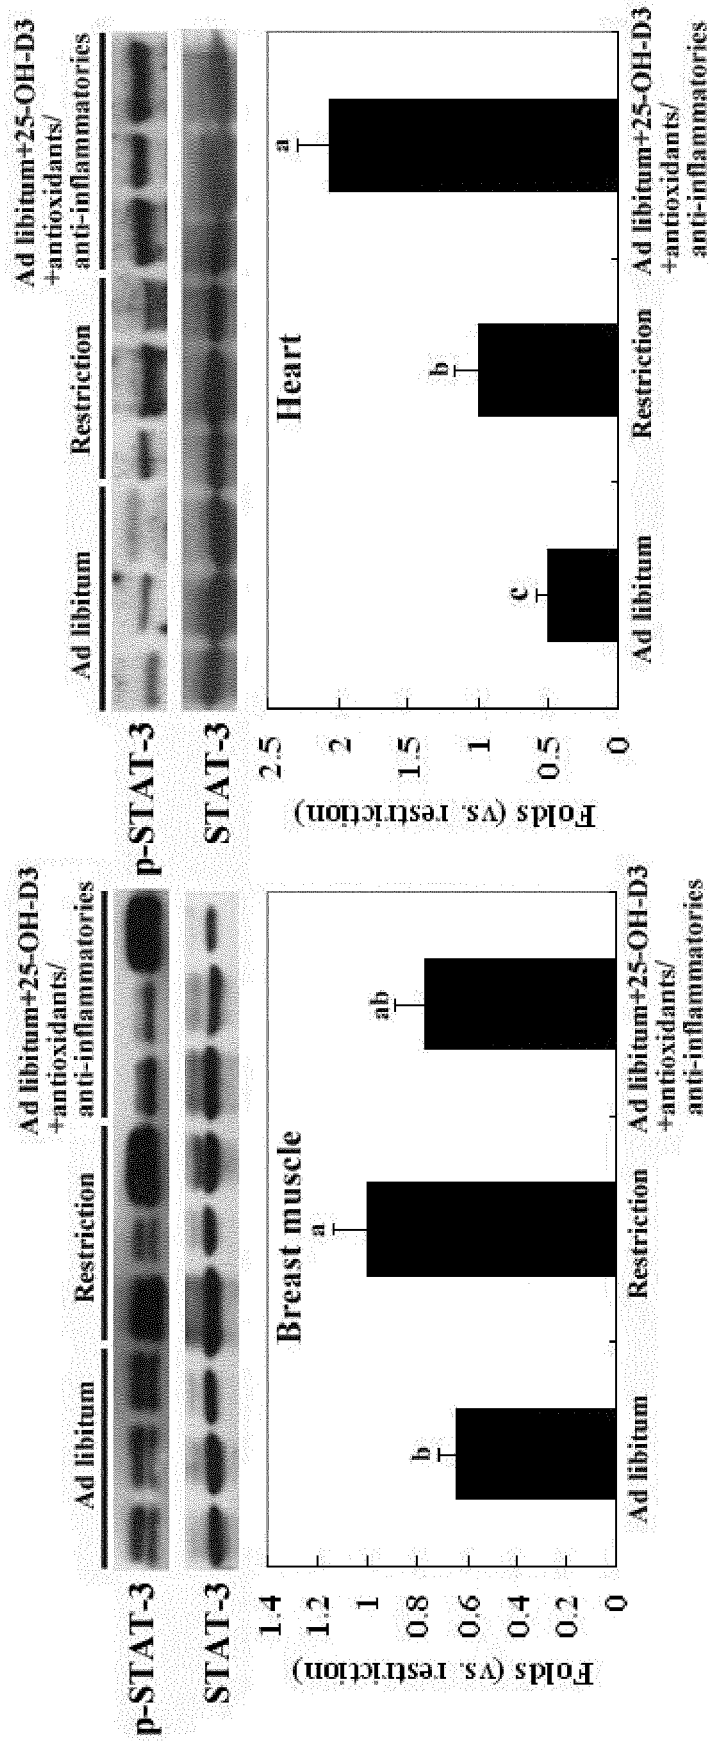 Ad libitum
Restriction
Ad libitum+25-OH-D3
+antioxidants/
anti-inflammatories
p-STAT-3
STAT-3
Folds (vs. restriction)
1.4
1.2
1
0.8
0.6
0.4
0.2
0
Breast muscle
b
a
ab
Ad libitum
Restriction
Ad libitum+25-OH-D3
+antioxidants/
anti-inflammatories
Ad libitum
Restriction
Ad libitum+25-OH-D3
+antioxidants/
anti-inflammatories
p-STAT-3
STAT-3
Folds (vs. restriction)
2.5
2
1.5
1
0.5
0
Heart
c
b
a
Ad libitum
Restriction
Ad libitum+25-OH-D3
+antioxidants/
anti-inflammatories